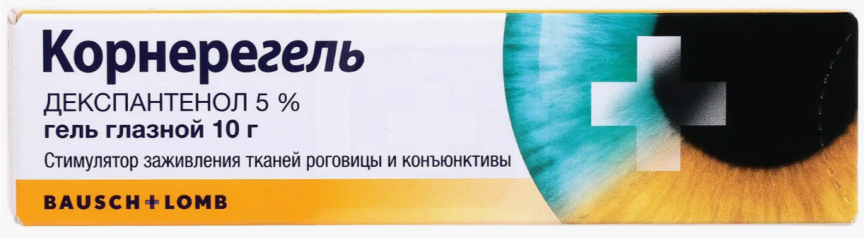 Корнерегель
ДЕКСПАНТЕНОЛ 5 %
гель глазной 10 г
Стимулятор заживления тканей роговицы и конъюнктивы
BAUSCH+LOMB